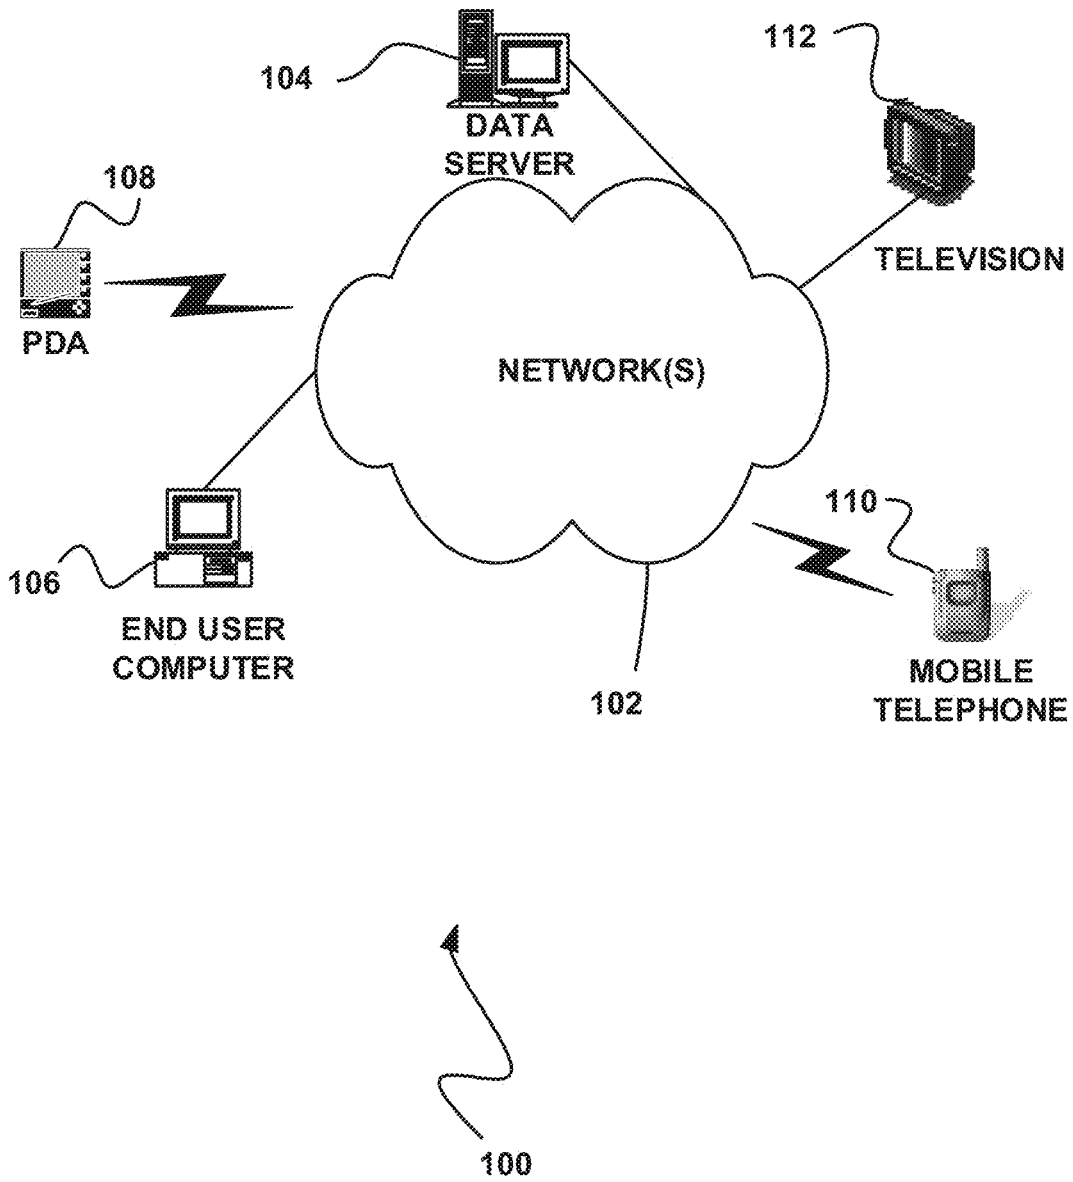 112
104
DATA
SERVER
108
TELEVISION
PDA
NETWORK(S)
110
106
END USER
COMPUTER
MOBILE
TELEPHONE
102
100